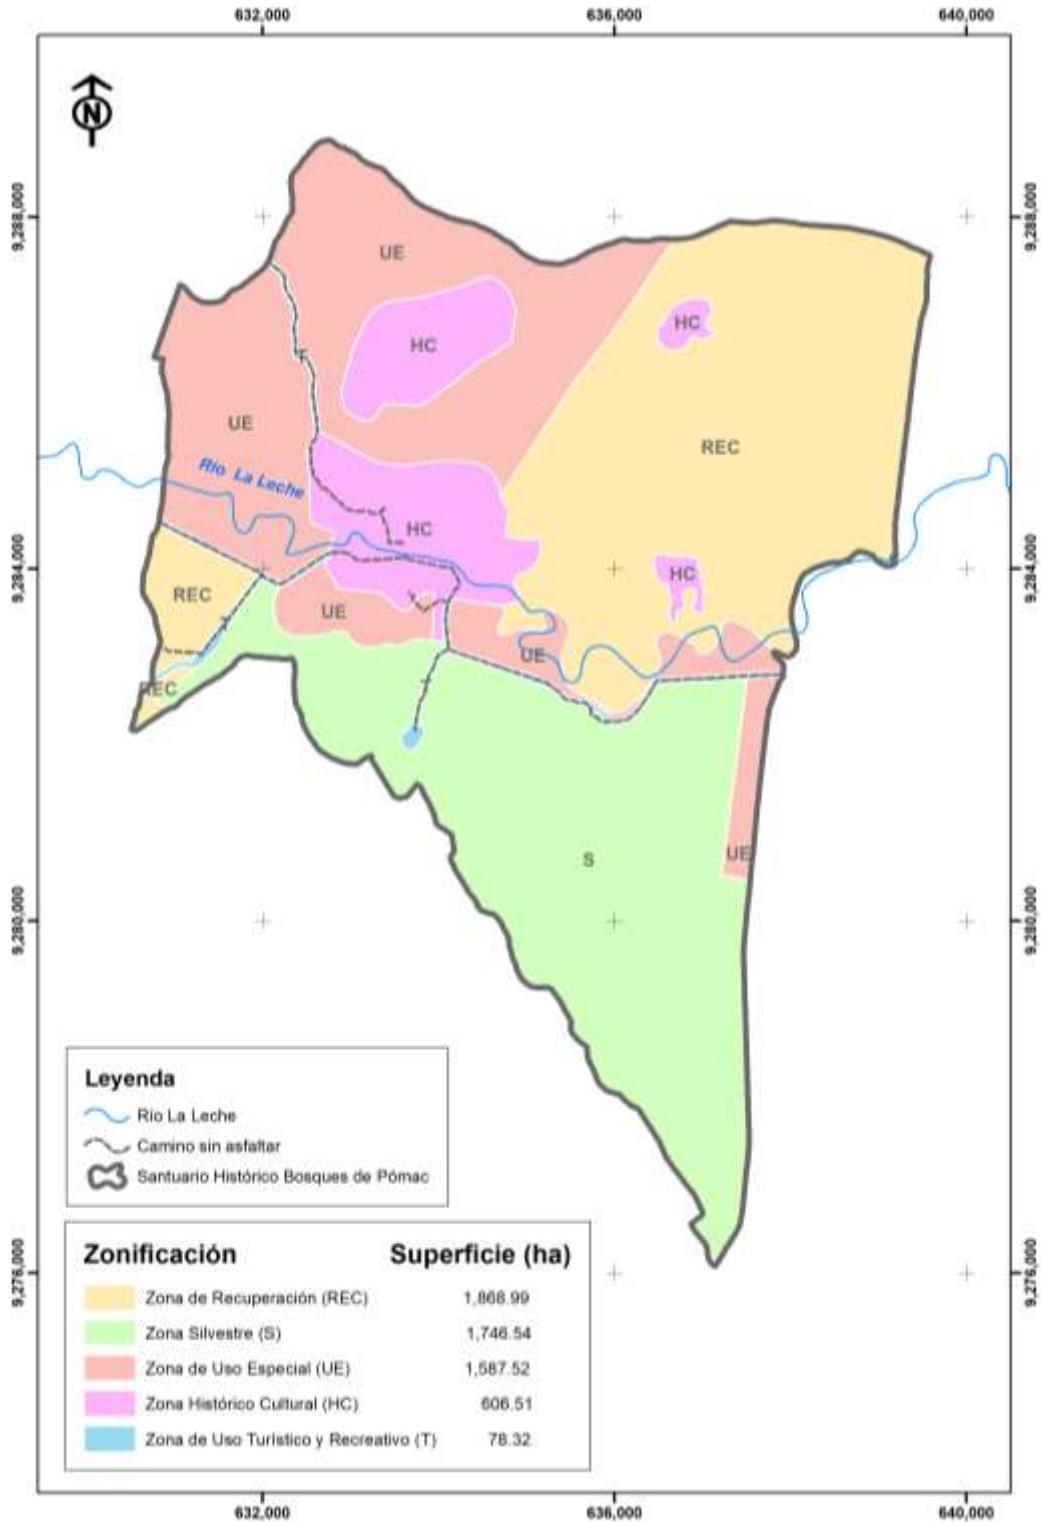 632,000 636,000 640,000
N
9,288,000 9,288,000
UE
HC
HC
UE
REC
T
Río La Leche
HC
9,284,000 9,284,000
HC
REC
UE
T
UE
REC
T
S
UE
9,280,000 9,280,000
Leyenda
Río La Leche
Camino sin asfaltar
Santuario Histórico Bosques de Pómac
Zonificación Superficie (ha)
9,276,000 9,276,000
Zona de Recuperación (REC) 1,868.99
Zona Silvestre (S) 1,746.54
Zona de Uso Especial (UE) 1,587.52
Zona Histórico Cultural (HC) 606.51
Zona de Uso Turístico y Recreativo (T) 78.32
632,000 636,000 640,000